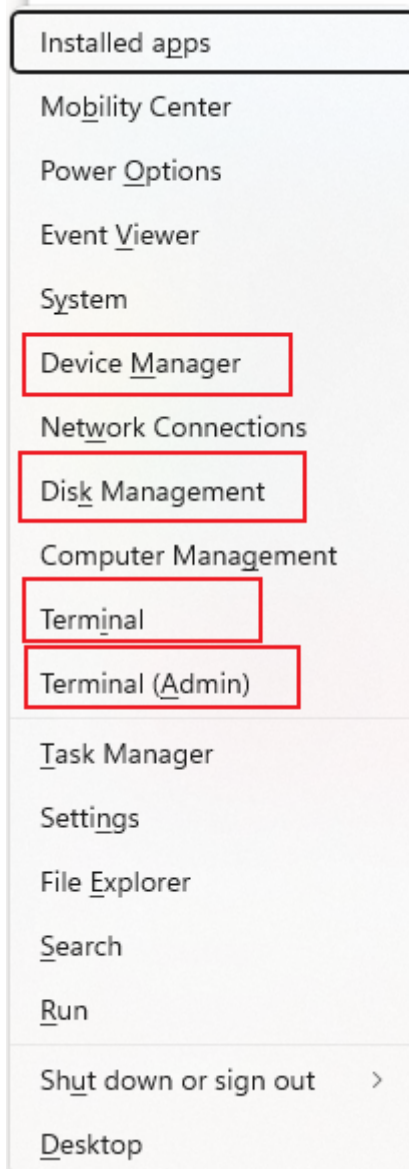 Installed apps
Mobility Center
Power Options
Event Viewer
System
Device Manager
Network Connections
Disk Management
Computer Management
Terminal
Terminal (Admin)
Task Manager
Settings
File Explorer
Search
Run
Shut down or sign out
Desktop